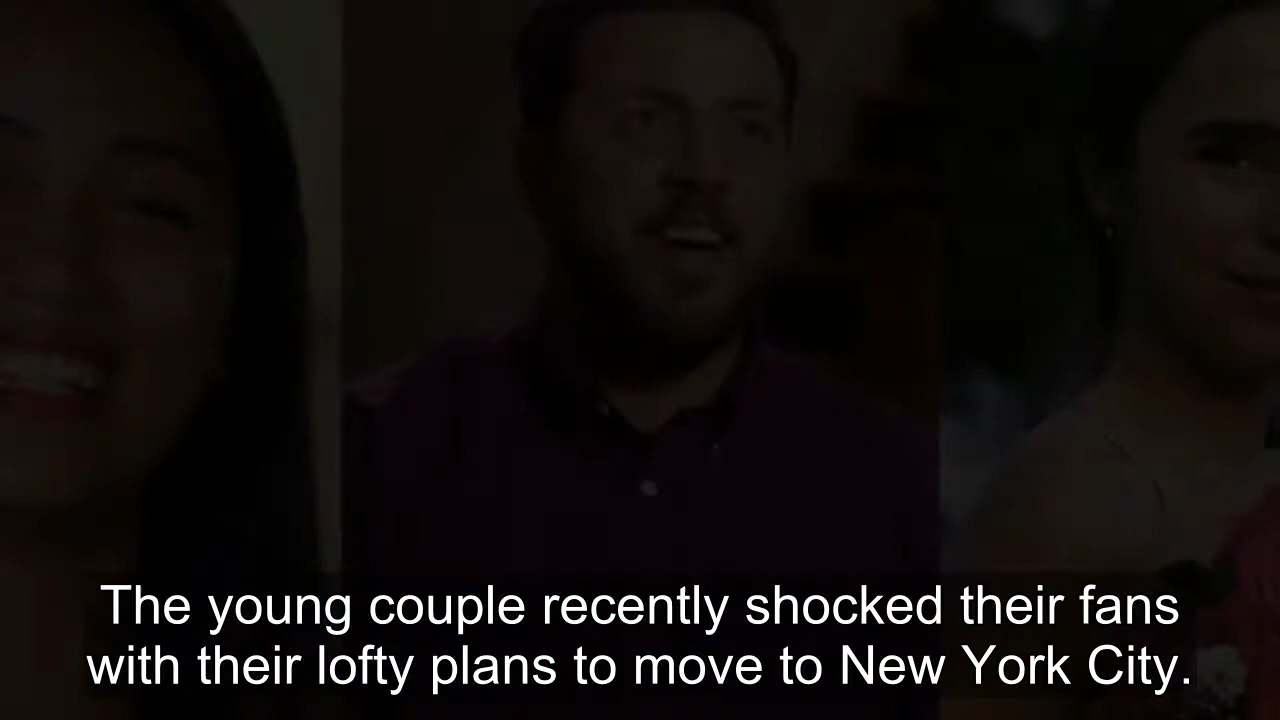 The young couple recently shocked their fans
with their lofty plans to move to New York City.